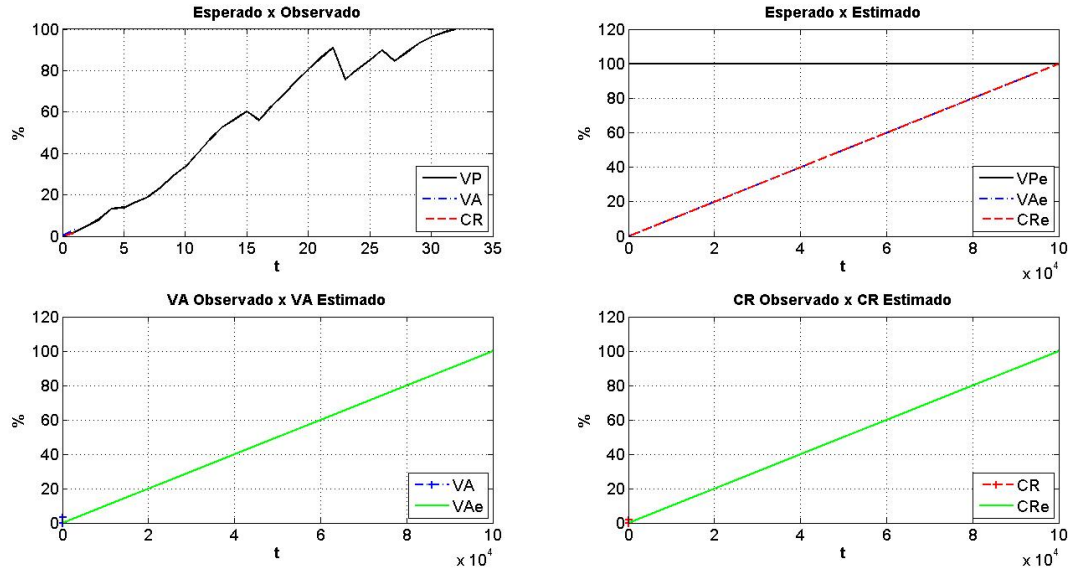 Esperado x Observado
100
80
60
40
20
0
%
0 5 10 15 20 25 30 35
t
VP
VA
CR
Esperado x Estimado
120
100
80
60
40
20
0
%
0 2 4 6 8 10
t
x 10^4
VPe
VAe
CRe
VA Observado x VA Estimado
120
100
80
60
40
20
0
%
0 2 4 6 8 10
t
x 10^4
VA
VAe
CR Observado x CR Estimado
120
100
80
60
40
20
0
%
0 2 4 6 8 10
t
x 10^4
CR
CRe